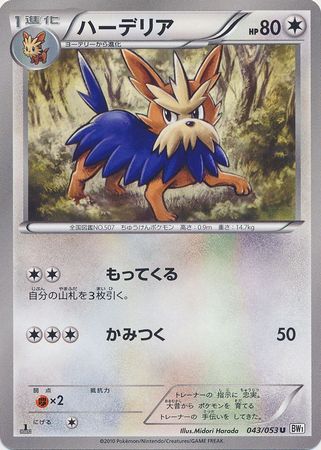 1進化
ハーデリア
HP80
ヨーテリーから進化
全国図鑑NO.507 ちゅうけんポケモン 高さ:0.9m 重さ:14.7kg
もってくる
自分の山札を3枚引く。
かみつく 50
弱点 抵抗力
×2
にげる
トレーナーの指示に忠実。
大昔からポケモンを育てる
トレーナーの手伝いをしてきた。
Illus.Midori Harada 043/053 U BW1
©2010 Pokémon/Nintendo/Creatures/GAME FREAK.